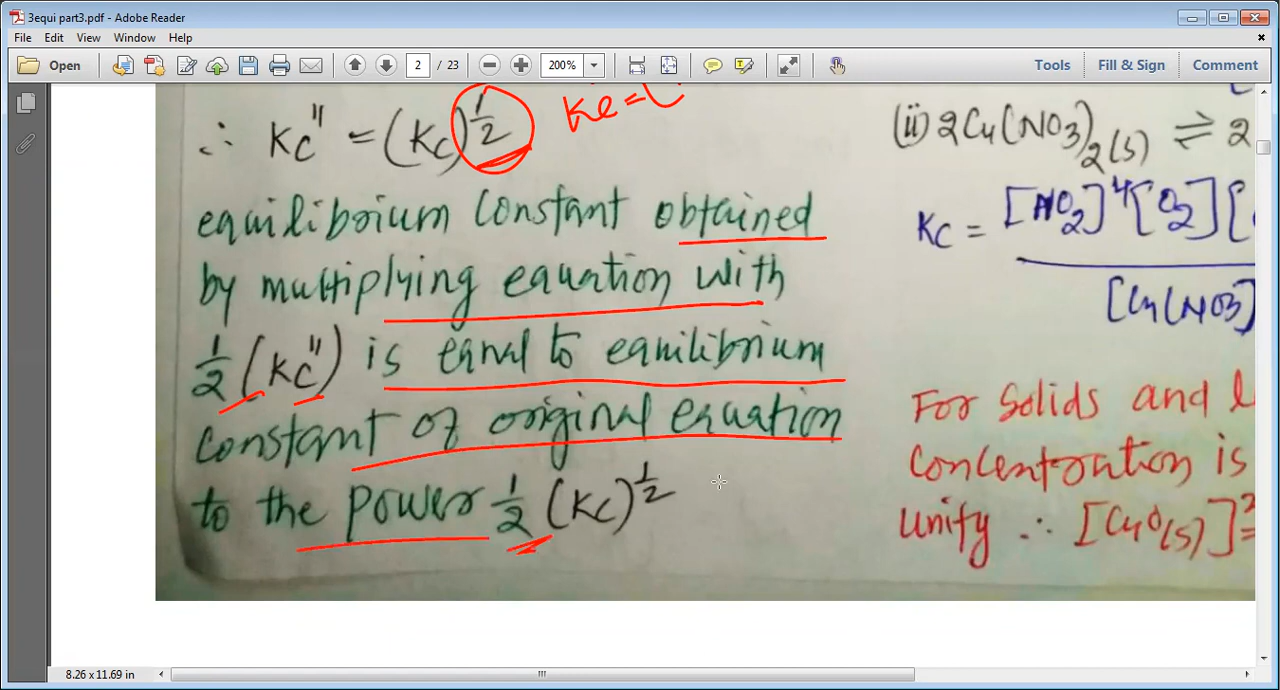 3equi part3.pdf - Adobe Reader
File Edit View Window Help
Open 2 / 23 200% Tools Fill & Sign Comment
∴ Kc" = (Kc)^1/2
Kc = (
equilibrium constant obtained
by multiplying equation with
1/2 (Kc") is equal to equilibrium
constant of original equation
to the power 1/2 (Kc)^1/2
(ii) 2Cu(NO3)2(s) ⇌ 2
Kc = [NO2]^4 [O2] [
[Cu(NO3)
For solids and l
concentration is
unity ∴ [CuO(s)]^2 =
8.26 x 11.69 in